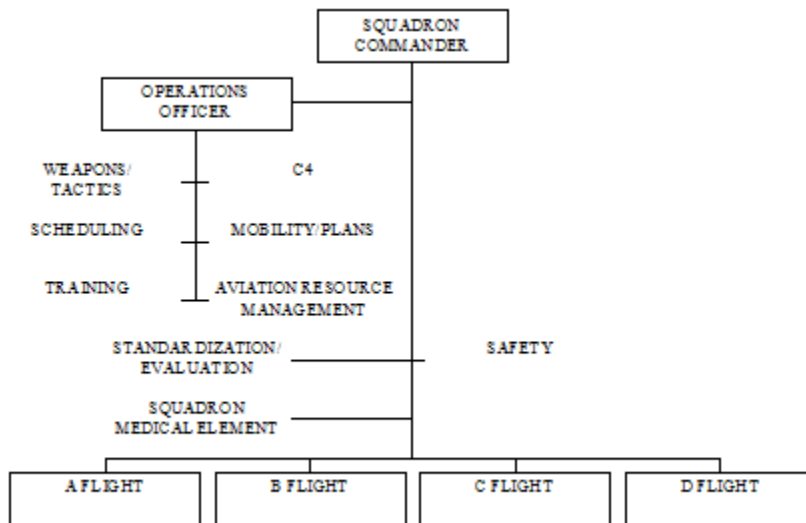 SQUADRON
COMMANDER
OPERATIONS
OFFICER
WEAPONS/
TACTICS
C4
SCHEDULING
MOBILITY/PLANS
TRAINING
AVIATION RESOURCE
MANAGEMENT
STANDARDIZATION/
EVALUATION
SAFETY
SQUADRON
MEDICAL ELEMENT
A FLIGHT
B FLIGHT
C FLIGHT
D FLIGHT